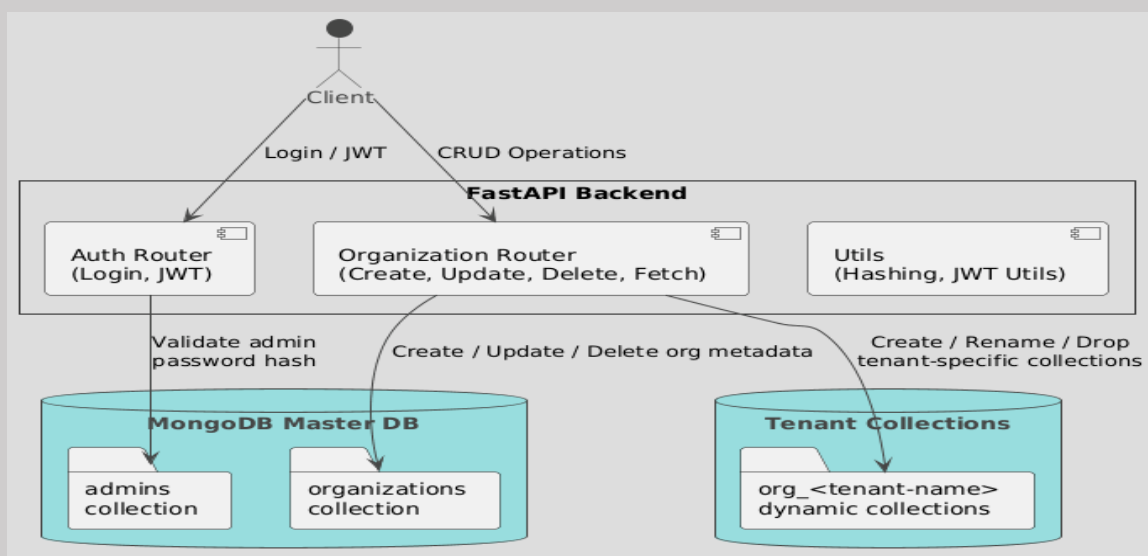 Client
Login / JWT
CRUD Operations
FastAPI Backend
Auth Router
(Login, JWT)
Organization Router
(Create, Update, Delete, Fetch)
Utils
(Hashing, JWT Utils)
Validate admin
password hash
Create / Update / Delete org metadata
Create / Rename / Drop
tenant-specific collections
MongoDB Master DB
admins
collection
organizations
collection
Tenant Collections
org_<tenant-name>
dynamic collections